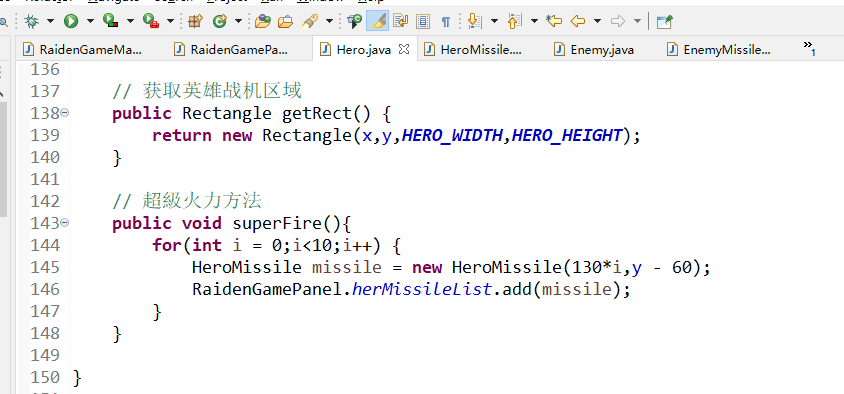 RaidenGameMa...
RaidenGamePa...
Hero.java
HeroMissile....
Enemy.java
EnemyMissile...
»1
136
137 // 获取英雄战机区域
138 public Rectangle getRect() {
139 return new Rectangle(x,y,HERO_WIDTH,HERO_HEIGHT);
140 }
141
142 // 超級火力方法
143 public void superFire(){
144 for(int i = 0;i<10;i++) {
145 HeroMissile missile = new HeroMissile(130*i,y - 60);
146 RaidenGamePanel.herMissileList.add(missile);
147 }
148 }
149
150 }